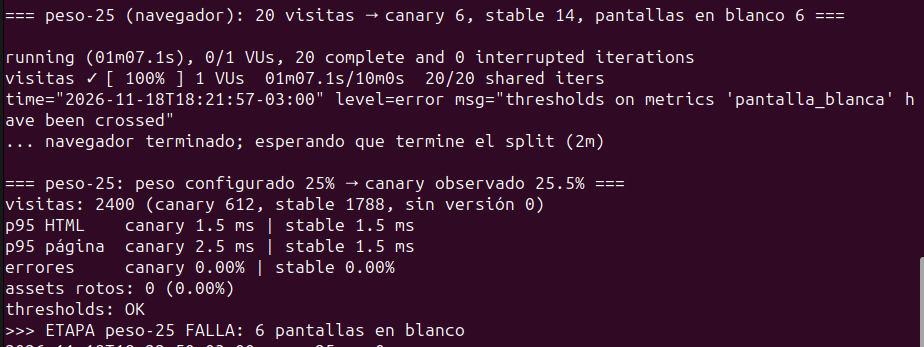 === peso-25 (navegador): 20 visitas → canary 6, stable 14, pantallas en blanco 6 ===
running (01m07.1s), 0/1 VUs, 20 complete and 0 interrupted iterations
visitas ✓ [ 100% ] 1 VUs  01m07.1s/10m0s  20/20 shared iters
time="2026-11-18T18:21:57-03:00" level=error msg="thresholds on metrics 'pantalla_blanca' h
ave been crossed"
... navegador terminado; esperando que termine el split (2m)
=== peso-25: peso configurado 25% → canary observado 25.5% ===
visitas: 2400 (canary 612, stable 1788, sin versión 0)
p95 HTML    canary 1.5 ms | stable 1.5 ms
p95 página  canary 2.5 ms | stable 1.5 ms
errores     canary 0.00% | stable 0.00%
assets rotos: 0 (0.00%)
thresholds: OK
>>> ETAPA peso-25 FALLA: 6 pantallas en blanco